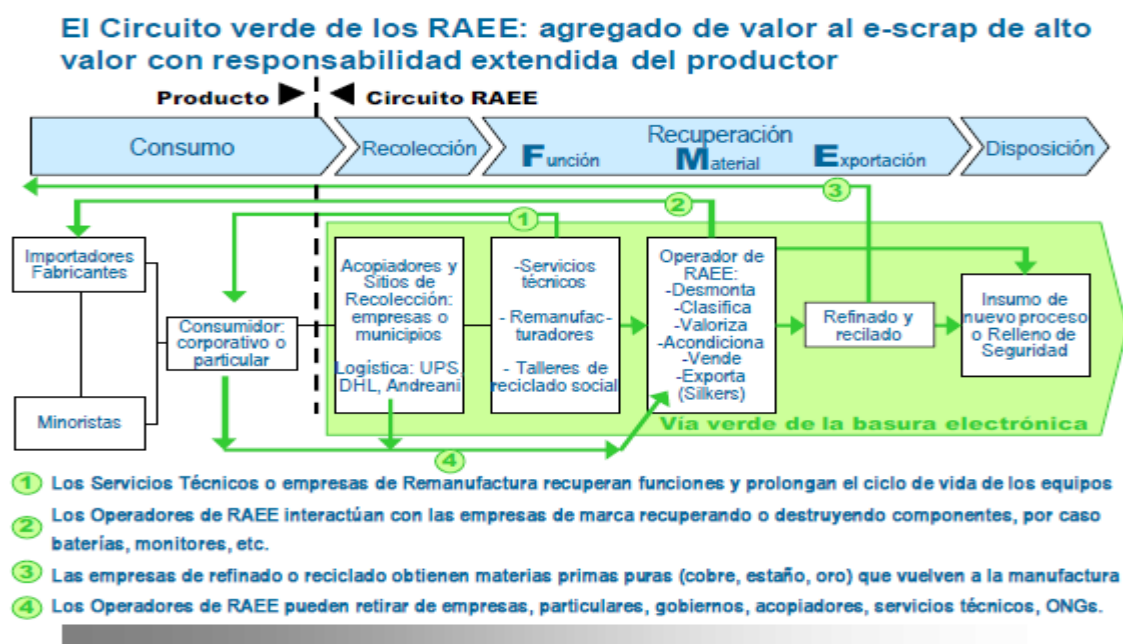 El Circuito verde de los RAEE: agregado de valor al e-scrap de alto
valor con responsabilidad extendida del productor
Producto
Circuito RAEE
Consumo
Recolección
Recuperación
Función
Material
Exportación
Disposición
3
2
1
Importadores
Fabricantes
Minoristas
Consumidor:
corporativo o
particular
Acopiadores y
Sitios de
Recolección:
empresas o
municipios
Logística: UPS,
DHL, Andreani
-Servicios
técnicos
- Remanufac-
turadores
- Talleres de
reciclado social
Operador de
RAEE:
-Desmonta
-Clasifica
-Valoriza
-Acondiciona
-Vende
-Exporta
(Silkers)
Refinado y
recilado
Insumo de
nuevo proceso
o Relleno de
Seguridad
Vía verde de la basura electrónica
4
1 Los Servicios Técnicos o empresas de Remanufactura recuperan funciones y prolongan el ciclo de vida de los equipos
2 Los Operadores de RAEE interactúan con las empresas de marca recuperando o destruyendo componentes, por caso
baterías, monitores, etc.
3 Las empresas de refinado o reciclado obtienen materias primas puras (cobre, estaño, oro) que vuelven a la manufactura
4 Los Operadores de RAEE pueden retirar de empresas, particulares, gobiernos, acopiadores, servicios técnicos, ONGs.